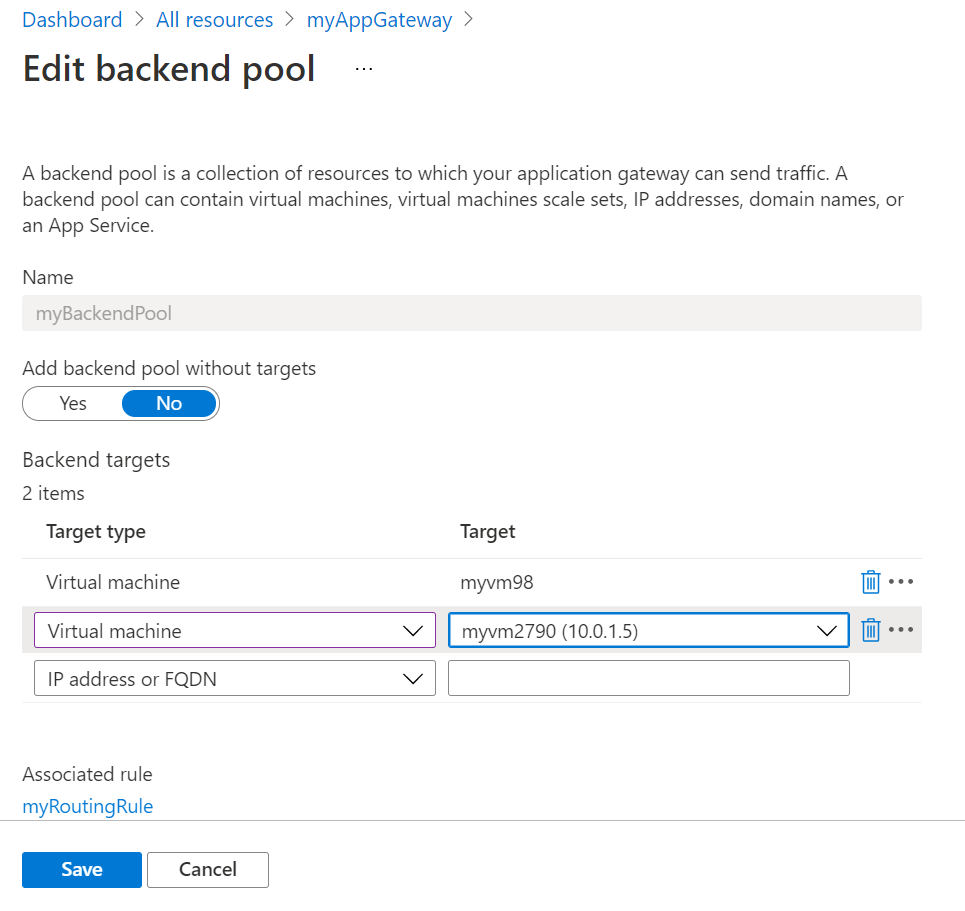 Dashboard > All resources > myAppGateway >
Edit backend pool ...
A backend pool is a collection of resources to which your application gateway can send traffic. A
backend pool can contain virtual machines, virtual machines scale sets, IP addresses, domain names, or
an App Service.
Name
myBackendPool
Add backend pool without targets
Yes No
Backend targets
2 items
Target type Target
Virtual machine myvm98
Virtual machine myvm2790 (10.0.1.5)
IP address or FQDN
Associated rule
myRoutingRule
Save Cancel